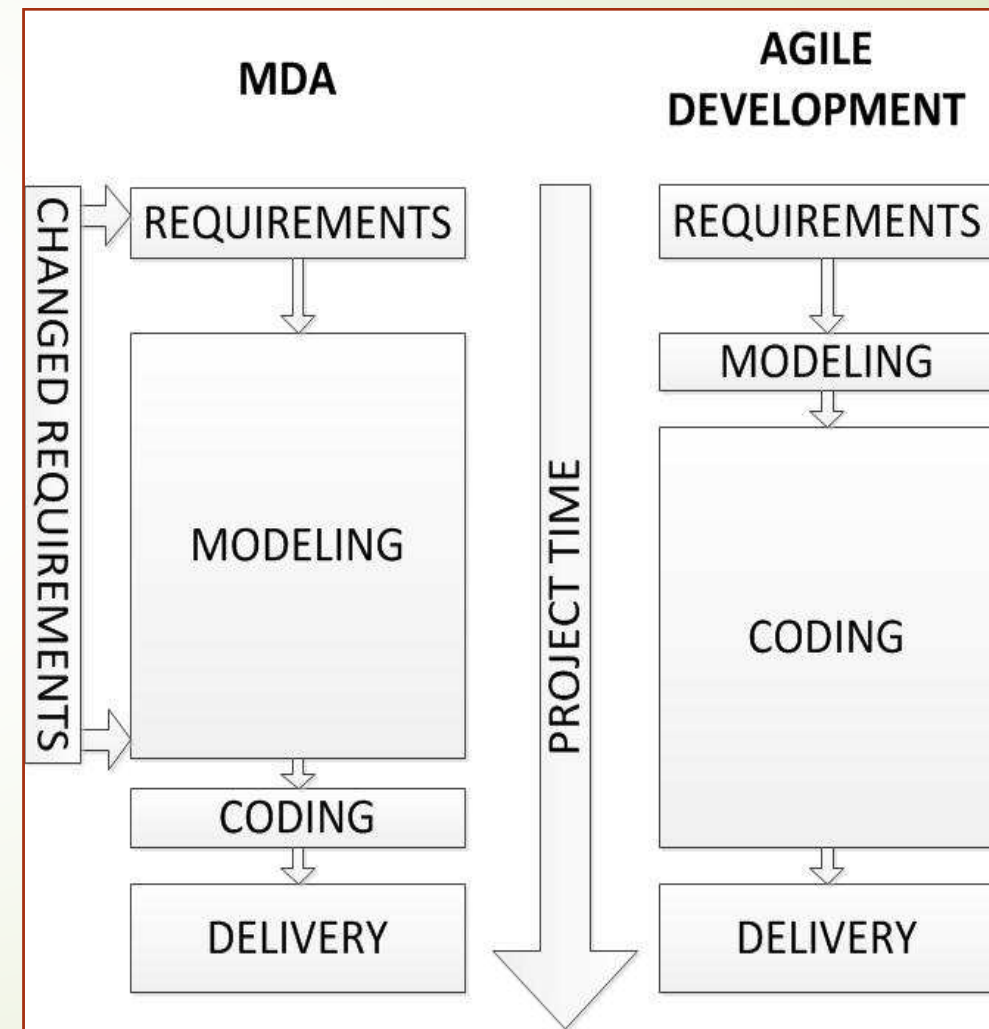 MDA
AGILE
DEVELOPMENT
CHANGED REQUIREMENTS
REQUIREMENTS
MODELING
CODING
DELIVERY
PROJECT TIME
REQUIREMENTS
MODELING
CODING
DELIVERY